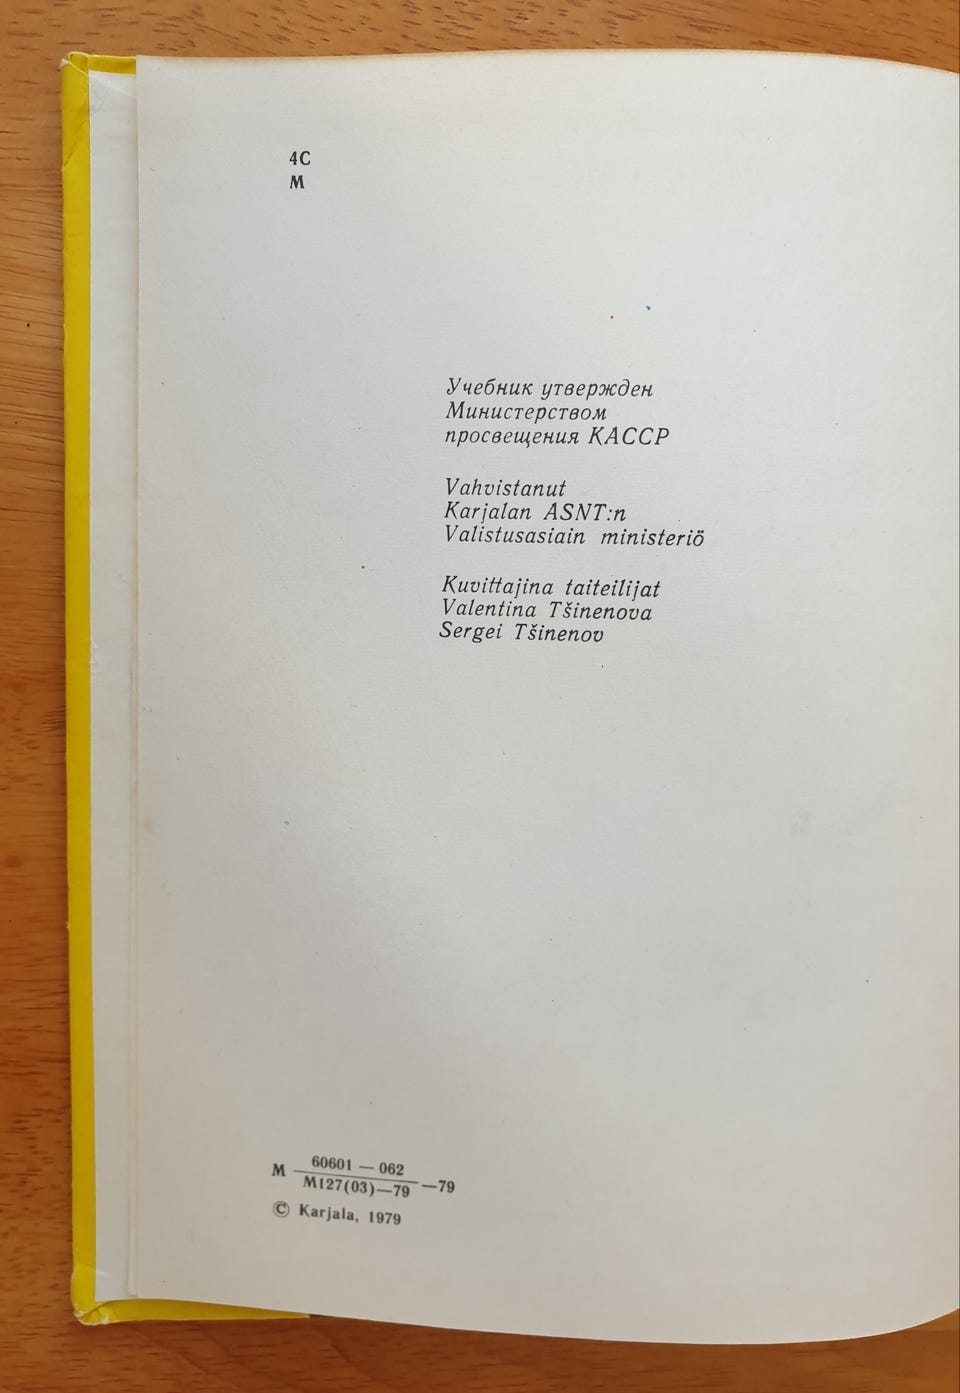 4С
М
Учебник утвержден
Министерством
просвещения КАССР
Vahvistanut
Karjalan ASNT:n
Valistusasiain ministeriö
Kuvittajina taiteilijat
Valentina Tšinenova
Sergei Tšinenov
М 60601 — 062
М127(03)—79 —79
© Karjala, 1979